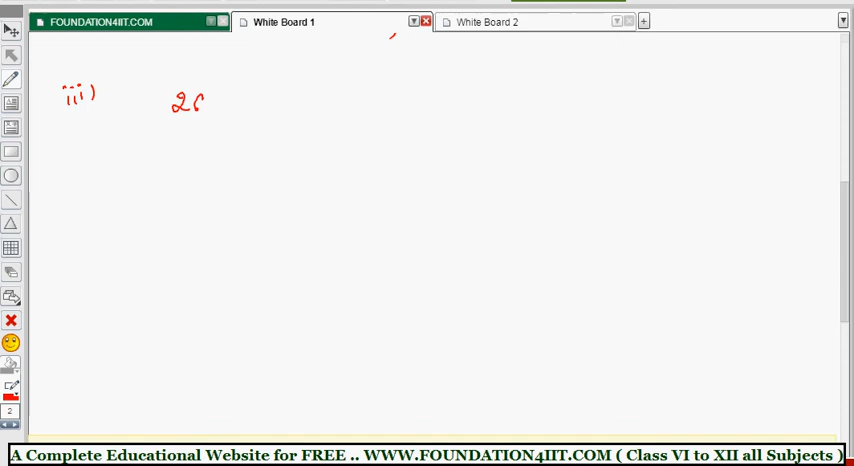 FOUNDATION4IIT.COM White Board 1 White Board 2
iii)
2
A Complete Educational Website for FREE .. WWW.FOUNDATION4IIT.COM ( Class VI to XII all Subjects )